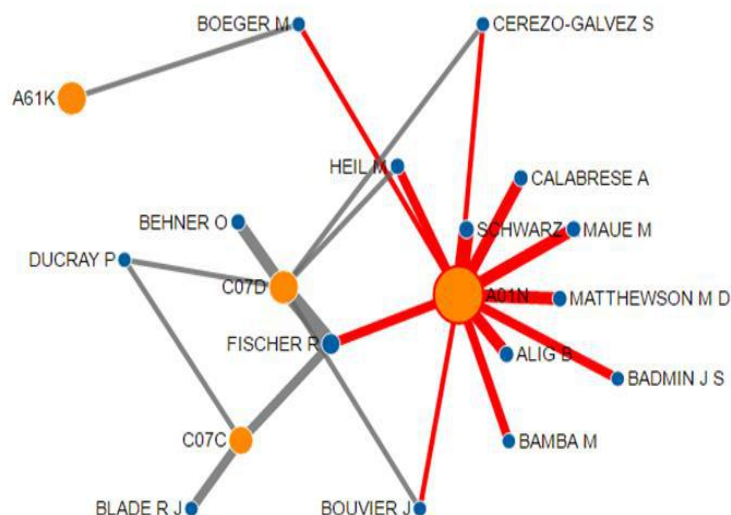 BOEGER M
CEREZO-GALVEZ S
A61K
HEIL M
CALABRESE A
BEHNER O
SCHWARZ
MAUE M
DUCRAY P
C07D
A01N
MATTHEWSON M D
FISCHER R
ALIG B
BADMIN J S
C07C
BAMBA M
BLADE R J
BOUVIER J